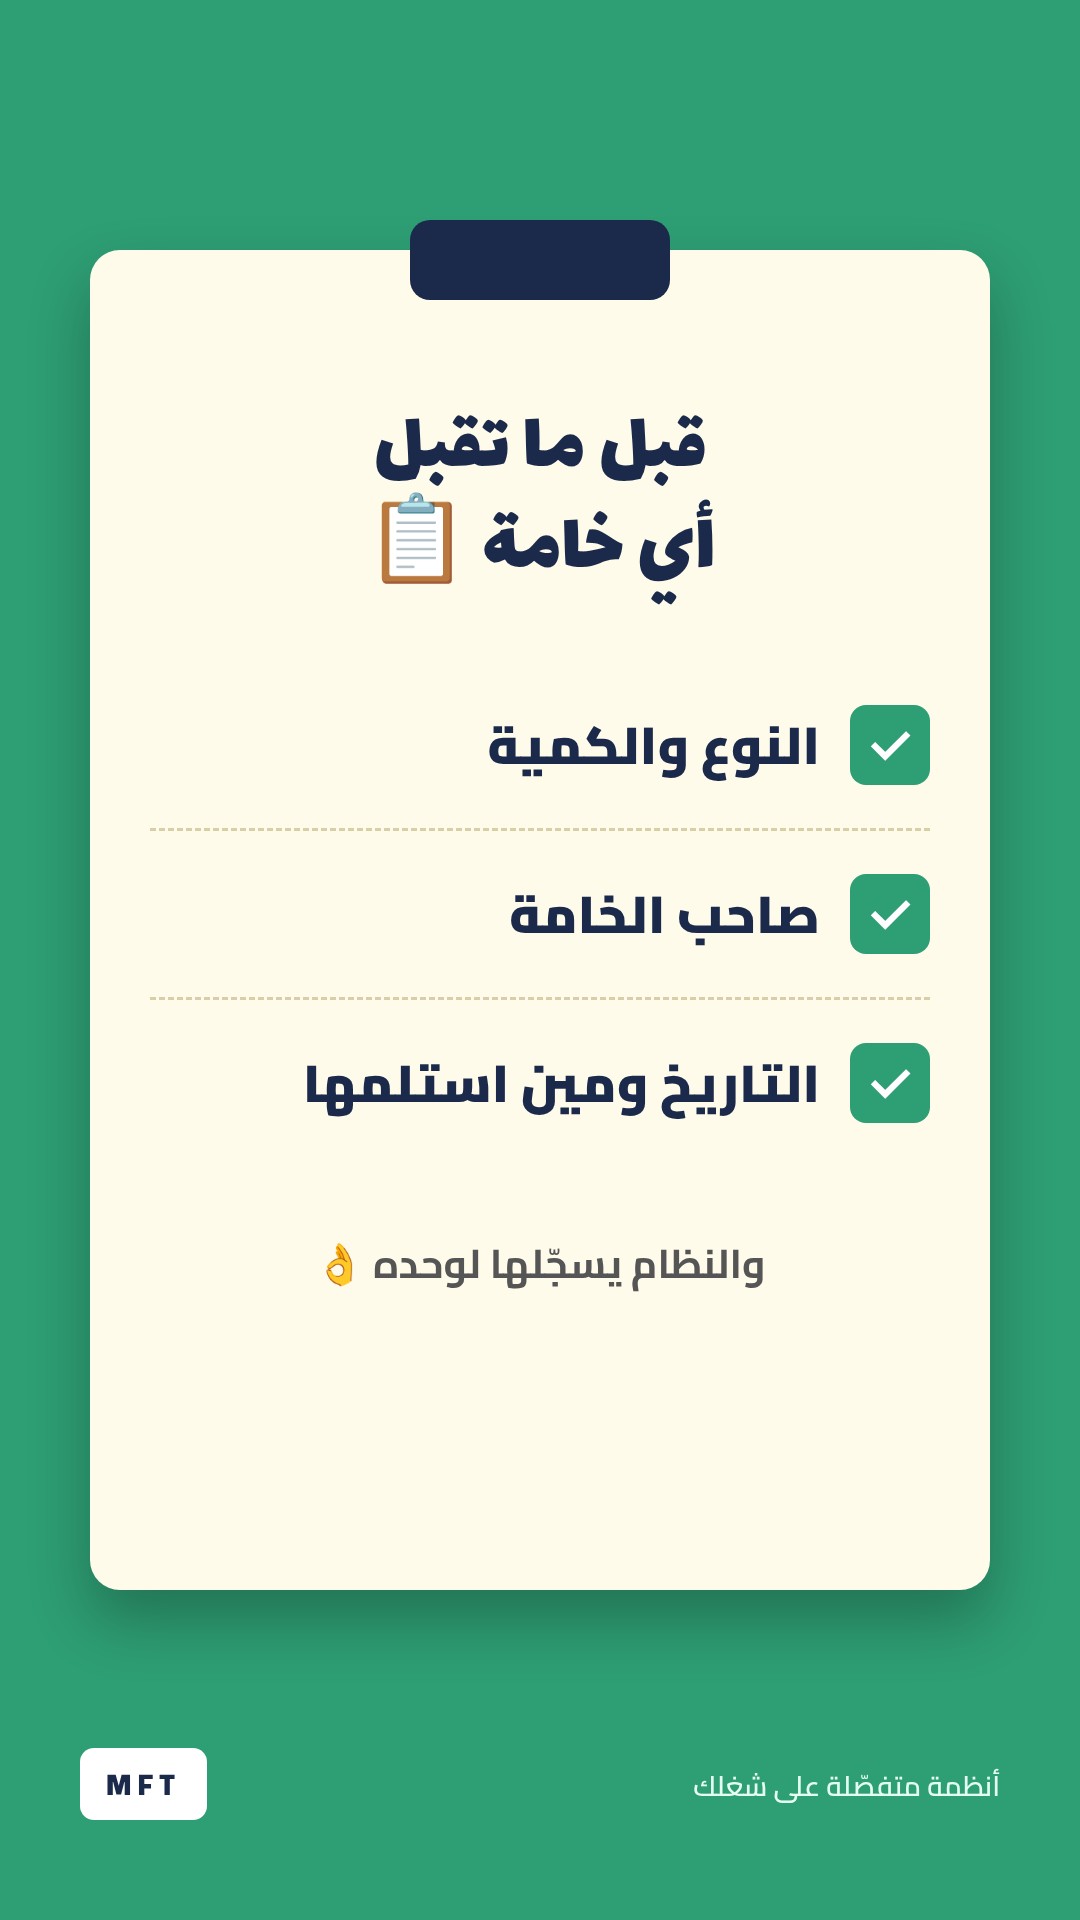 قبل ما تقبل
أي خامة 📋
النوع والكمية
صاحب الخامة
التاريخ ومين استلمها
والنظام يسجّلها لوحده 👌
أنظمة متفصّلة على شغلك
MFT